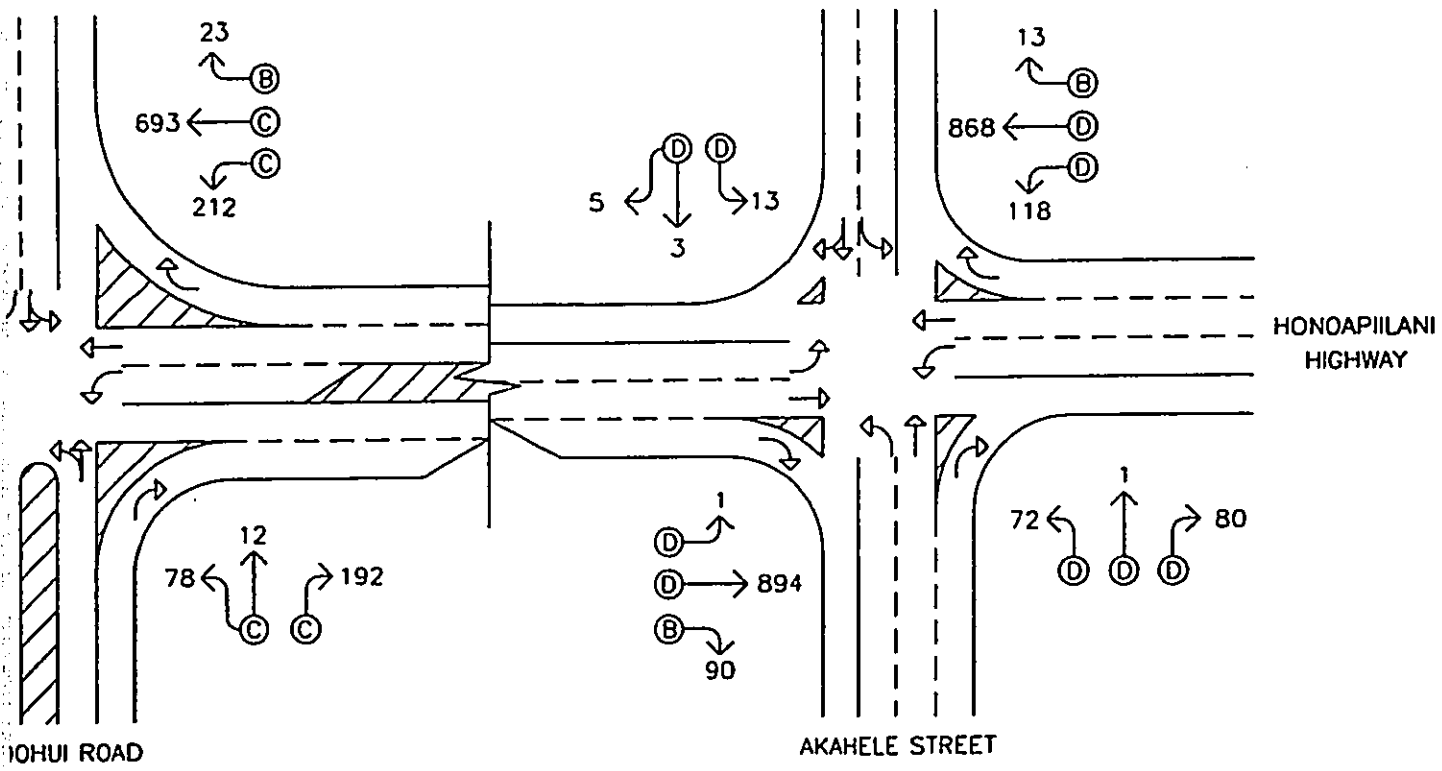 23
B
693
C
C
212
D D
5
13
3
13
B
868
D
D
118
HONOAPIILANI
HIGHWAY
12
78
192
C C
1
D
D
894
B
90
1
72
80
D D D
OHUI ROAD
AKAHELE STREET